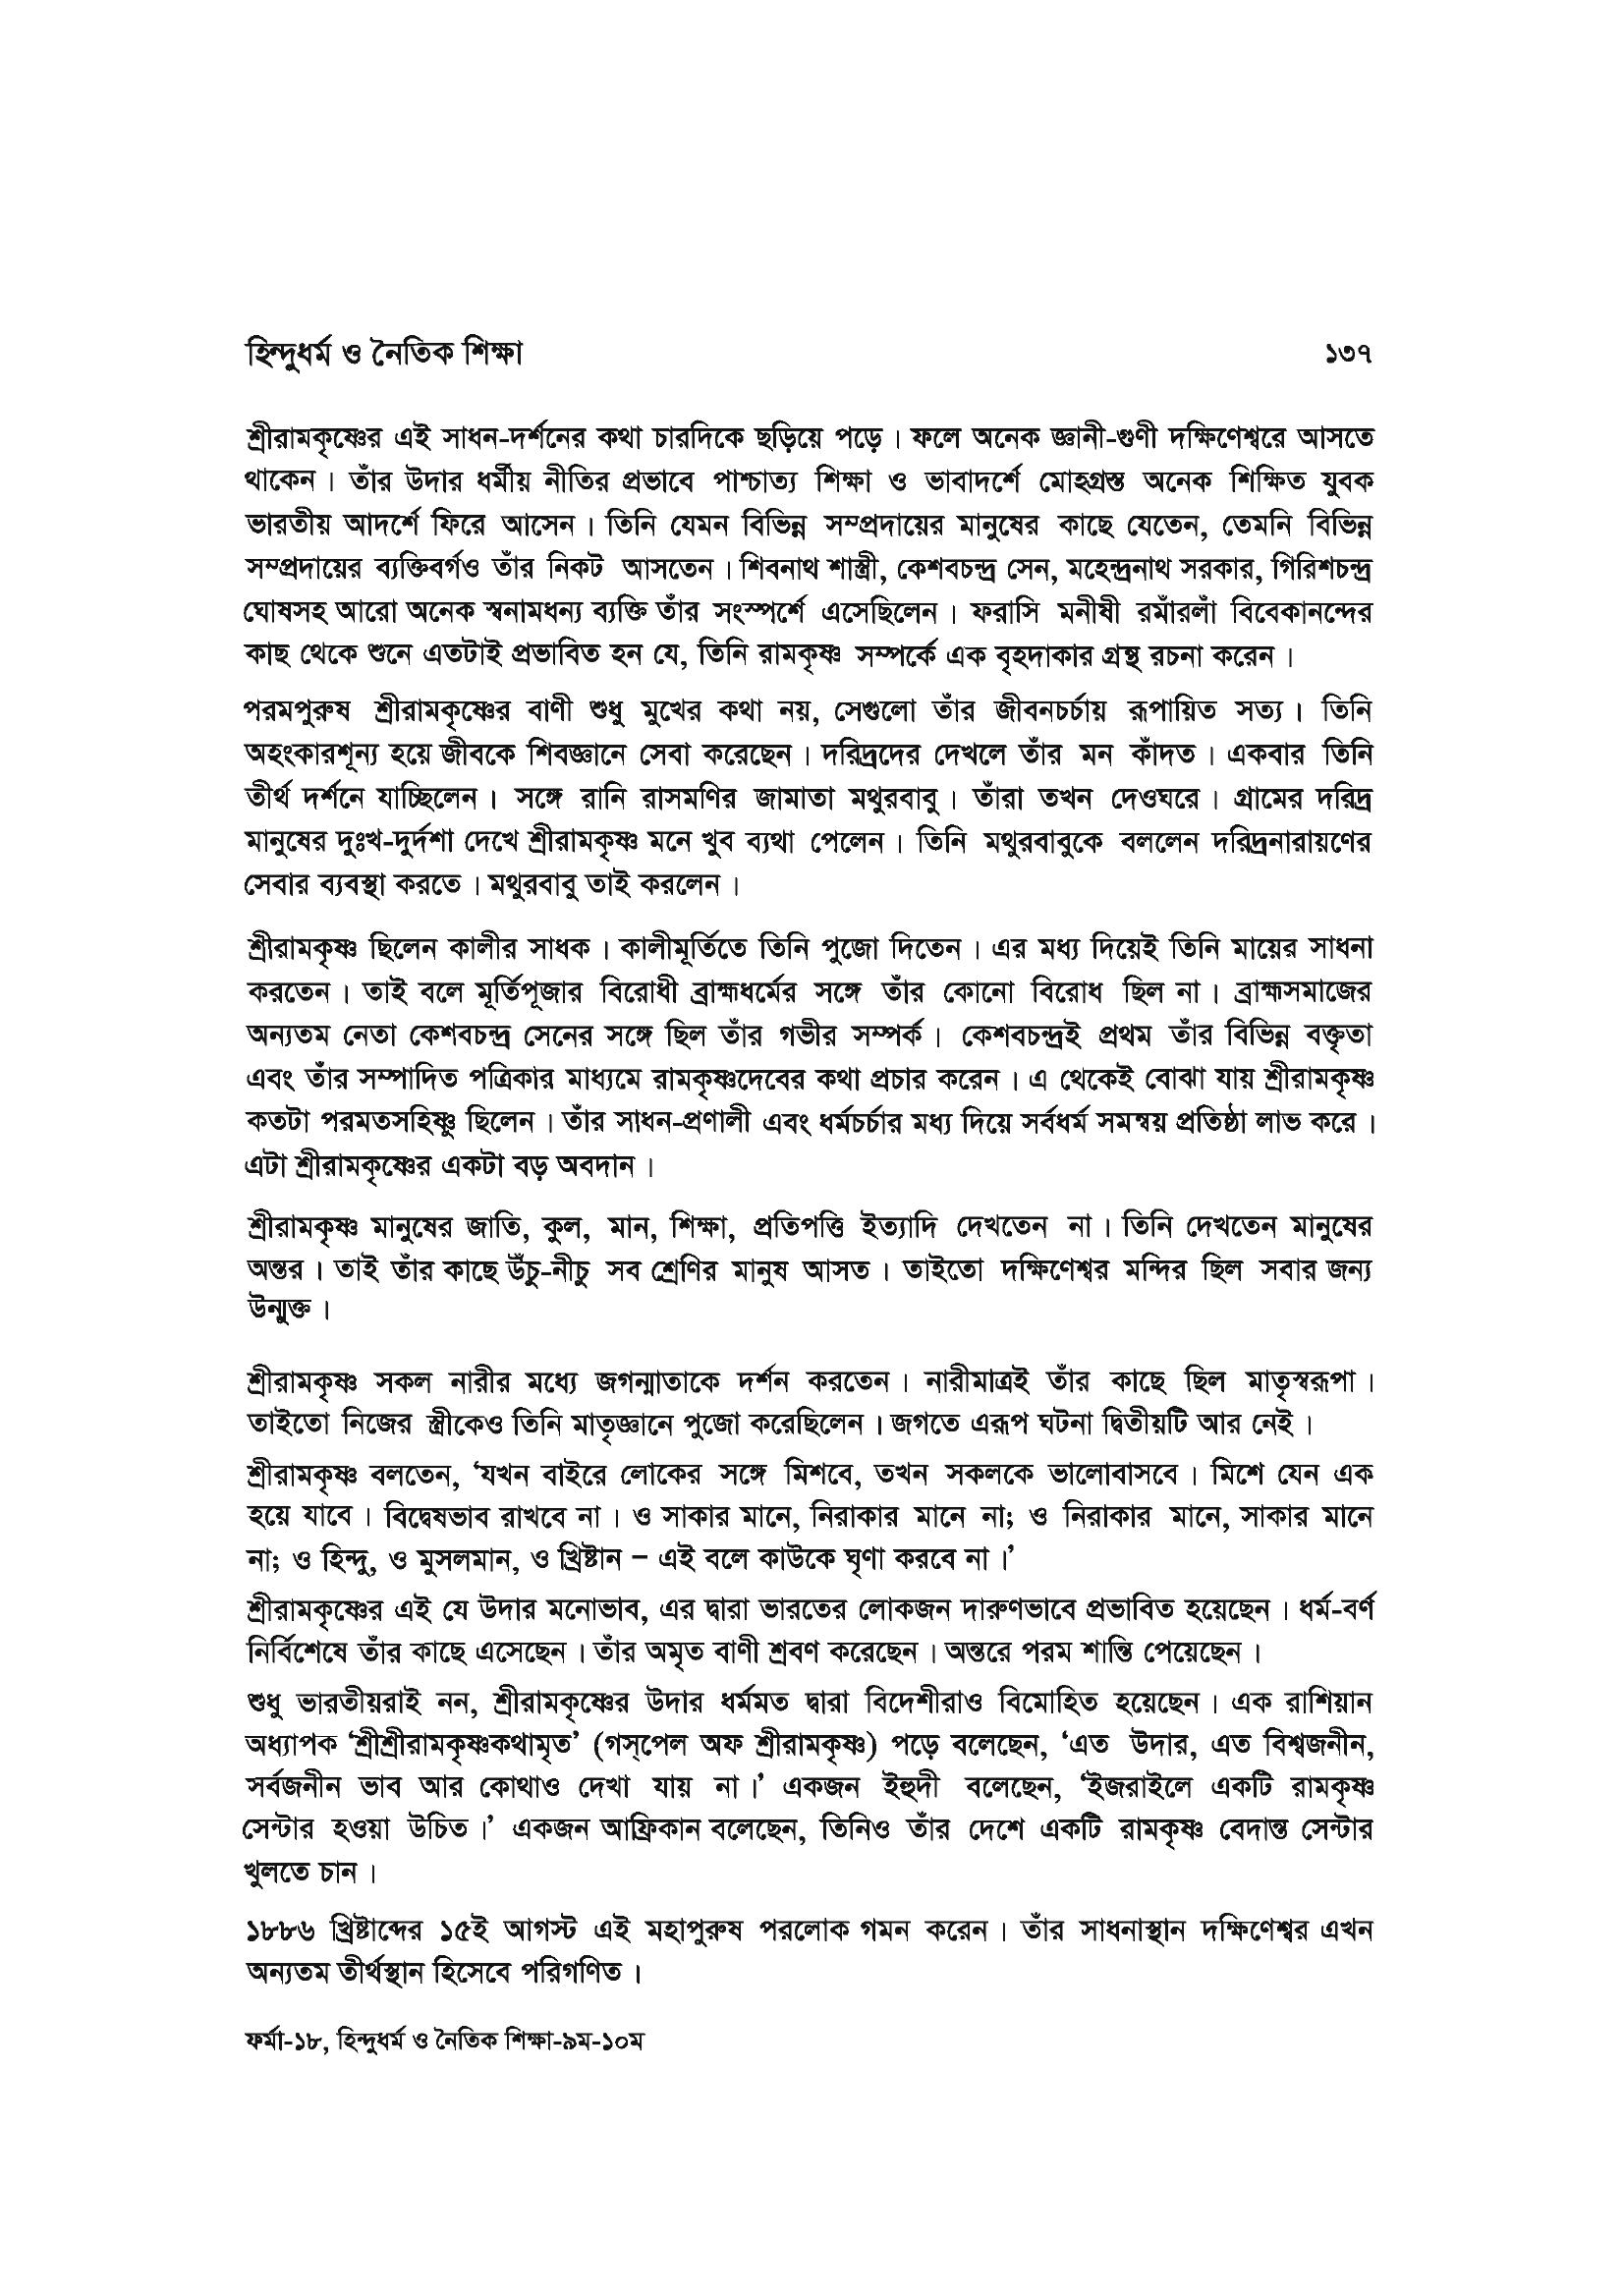 হিন্দুধর্ম ও নৈতিক শিক্ষা ১৩৭
শ্রীরামকৃষ্ণের এই সাধন-দর্শনের কথা চারদিকে ছড়িয়ে পড়ে। ফলে অনেক জ্ঞানী-গুণী দক্ষিণেশ্বরে আসতে
থাকেন। তাঁর উদার ধর্মীয় নীতির প্রভাবে পাশ্চাত্য শিক্ষা ও ভাবাদর্শে মোহগ্রস্ত অনেক শিক্ষিত যুবক
ভারতীয় আদর্শে ফিরে আসেন। তিনি যেমন বিভিন্ন সম্প্রদায়ের মানুষের কাছে যেতেন, তেমনি বিভিন্ন
সম্প্রদায়ের ব্যক্তিবর্গও তাঁর নিকট আসতেন। শিবনাথ শাস্ত্রী, কেশবচন্দ্র সেন, মহেন্দ্রনাথ সরকার, গিরিশচন্দ্র
ঘোষসহ আরো অনেক স্বনামধন্য ব্যক্তি তাঁর সংস্পর্শে এসেছিলেন। ফরাসি মনীষী রমাঁরলাঁ বিবেকানন্দের
কাছ থেকে শুনে এতটাই প্রভাবিত হন যে, তিনি রামকৃষ্ণ সম্পর্কে এক বৃহদাকার গ্রন্থ রচনা করেন।
পরমপুরুষ শ্রীরামকৃষ্ণের বাণী শুধু মুখের কথা নয়, সেগুলো তাঁর জীবনচর্চায় রূপায়িত সত্য। তিনি
অহংকারশূন্য হয়ে জীবকে শিবজ্ঞানে সেবা করেছেন। দরিদ্রদের দেখলে তাঁর মন কাঁদত। একবার তিনি
তীর্থ দর্শনে যাচ্ছিলেন। সঙ্গে রানি রাসমণির জামাতা মথুরবাবু। তাঁরা তখন দেওঘরে। গ্রামের দরিদ্র
মানুষের দুঃখ-দুর্দশা দেখে শ্রীরামকৃষ্ণ মনে খুব ব্যথা পেলেন। তিনি মথুরবাবুকে বললেন দরিদ্রনারায়ণের
সেবার ব্যবস্থা করতে। মথুরবাবু তাই করলেন।
শ্রীরামকৃষ্ণ ছিলেন কালীর সাধক। কালীমূর্তিতে তিনি পুজো দিতেন। এর মধ্য দিয়েই তিনি মায়ের সাধনা
করতেন। তাই বলে মূর্তিপূজার বিরোধী ব্রাহ্মধর্মের সঙ্গে তাঁর কোনো বিরোধ ছিল না। ব্রাহ্মসমাজের
অন্যতম নেতা কেশবচন্দ্র সেনের সঙ্গে ছিল তাঁর গভীর সম্পর্ক। কেশবচন্দ্রই প্রথম তাঁর বিভিন্ন বক্তৃতা
এবং তাঁর সম্পাদিত পত্রিকার মাধ্যমে রামকৃষ্ণদেবের কথা প্রচার করেন। এ থেকেই বোঝা যায় শ্রীরামকৃষ্ণ
কতটা পরমতসহিষ্ণু ছিলেন। তাঁর সাধন-প্রণালী এবং ধর্মচর্চার মধ্য দিয়ে সর্বধর্ম সমন্বয় প্রতিষ্ঠা লাভ করে।
এটা শ্রীরামকৃষ্ণের একটা বড় অবদান।
শ্রীরামকৃষ্ণ মানুষের জাতি, কুল, মান, শিক্ষা, প্রতিপত্তি ইত্যাদি দেখতেন না। তিনি দেখতেন মানুষের
অন্তর। তাই তাঁর কাছে উঁচু-নীচু সব শ্রেণির মানুষ আসত। তাইতো দক্ষিণেশ্বর মন্দির ছিল সবার জন্য
উন্মুক্ত।
শ্রীরামকৃষ্ণ সকল নারীর মধ্যে জগন্মাতাকে দর্শন করতেন। নারীমাত্রই তাঁর কাছে ছিল মাতৃস্বরূপা।
তাইতো নিজের স্ত্রীকেও তিনি মাতৃজ্ঞানে পুজো করেছিলেন। জগতে এরূপ ঘটনা দ্বিতীয়টি আর নেই।
শ্রীরামকৃষ্ণ বলতেন, ‘যখন বাইরে লোকের সঙ্গে মিশবে, তখন সকলকে ভালোবাসবে। মিশে যেন এক
হয়ে যাবে। বিদ্বেষভাব রাখবে না। ও সাকার মানে, নিরাকার মানে না; ও নিরাকার মানে, সাকার মানে
না; ও হিন্দু, ও মুসলমান, ও খ্রিষ্টান – এই বলে কাউকে ঘৃণা করবে না।’
শ্রীরামকৃষ্ণের এই যে উদার মনোভাব, এর দ্বারা ভারতের লোকজন দারুণভাবে প্রভাবিত হয়েছেন। ধর্ম-বর্ণ
নির্বিশেষে তাঁর কাছে এসেছেন। তাঁর অমৃত বাণী শ্রবণ করেছেন। অন্তরে পরম শান্তি পেয়েছেন।
শুধু ভারতীয়রাই নন, শ্রীরামকৃষ্ণের উদার ধর্মমত দ্বারা বিদেশীরাও বিমোহিত হয়েছেন। এক রাশিয়ান
অধ্যাপক ‘শ্রীশ্রীরামকৃষ্ণকথামৃত’ (গস্‌পেল অফ শ্রীরামকৃষ্ণ) পড়ে বলেছেন, ‘এত উদার, এত বিশ্বজনীন,
সর্বজনীন ভাব আর কোথাও দেখা যায় না।’ একজন ইহুদী বলেছেন, ‘ইজরাইলে একটি রামকৃষ্ণ
সেন্টার হওয়া উচিত।’ একজন আফ্রিকান বলেছেন, তিনিও তাঁর দেশে একটি রামকৃষ্ণ বেদান্ত সেন্টার
খুলতে চান।
১৮৮৬ খ্রিষ্টাব্দের ১৫ই আগস্ট এই মহাপুরুষ পরলোক গমন করেন। তাঁর সাধনাস্থান দক্ষিণেশ্বর এখন
অন্যতম তীর্থস্থান হিসেবে পরিগণিত।
ফর্মা-১৮, হিন্দুধর্ম ও নৈতিক শিক্ষা-৯ম-১০ম